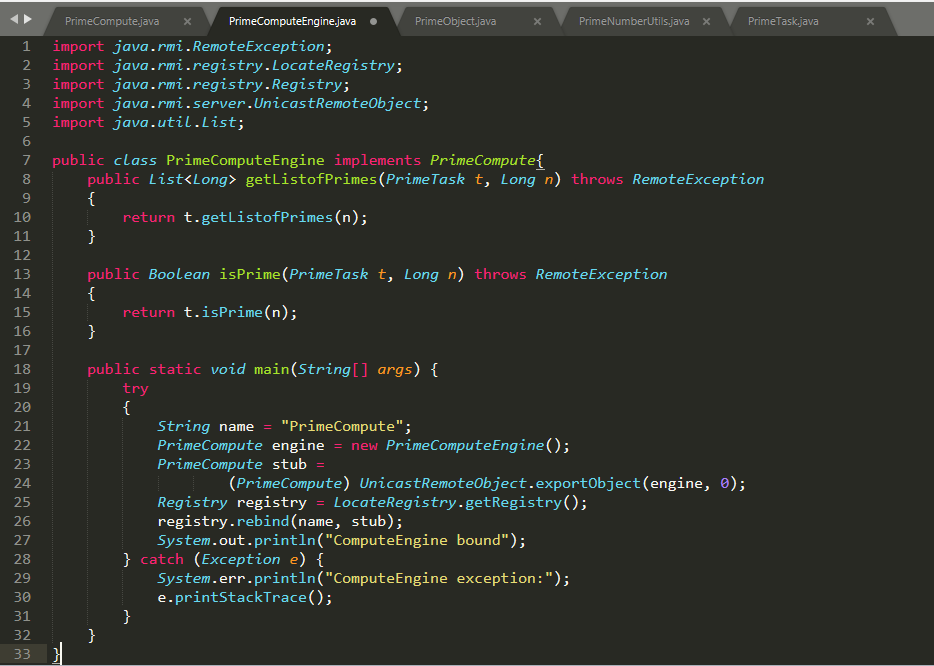 PrimeCompute.java × PrimeComputeEngine.java PrimeObject.java × PrimeNumberUtils.java × PrimeTask.java ×
1 import java.rmi.RemoteException;
2 import java.rmi.registry.LocateRegistry;
3 import java.rmi.registry.Registry;
4 import java.rmi.server.UnicastRemoteObject;
5 import java.util.List;
6
7 public class PrimeComputeEngine implements PrimeCompute{
8     public List<Long> getListofPrimes(PrimeTask t, Long n) throws RemoteException
9     {
10         return t.getListofPrimes(n);
11     }
12
13     public Boolean isPrime(PrimeTask t, Long n) throws RemoteException
14     {
15         return t.isPrime(n);
16     }
17
18     public static void main(String[] args) {
19         try
20         {
21             String name = "PrimeCompute";
22             PrimeCompute engine = new PrimeComputeEngine();
23             PrimeCompute stub =
24                     (PrimeCompute) UnicastRemoteObject.exportObject(engine, 0);
25             Registry registry = LocateRegistry.getRegistry();
26             registry.rebind(name, stub);
27             System.out.println("ComputeEngine bound");
28         } catch (Exception e) {
29             System.err.println("ComputeEngine exception:");
30             e.printStackTrace();
31         }
32     }
33 }